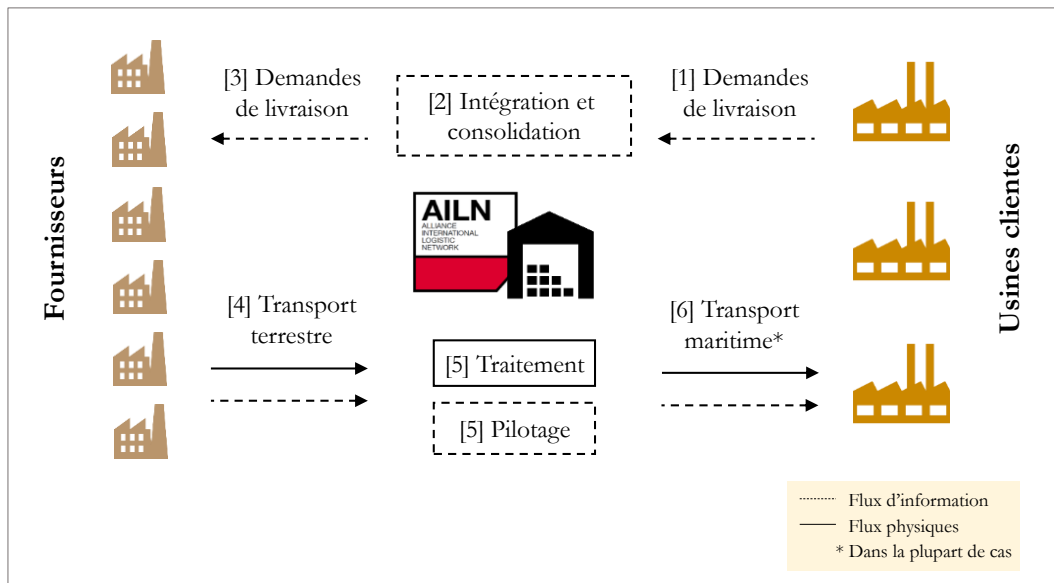 Fournisseurs
[3] Demandes
de livraison
[2] Intégration et
consolidation
[1] Demandes
de livraison
AILN
ALLIANCE
INTERNATIONAL
LOGISTIC
NETWORK
[4] Transport
terrestre
[5] Traitement
[5] Pilotage
[6] Transport
maritime*
Usines clientes
Flux d'information
Flux physiques
* Dans la plupart de cas